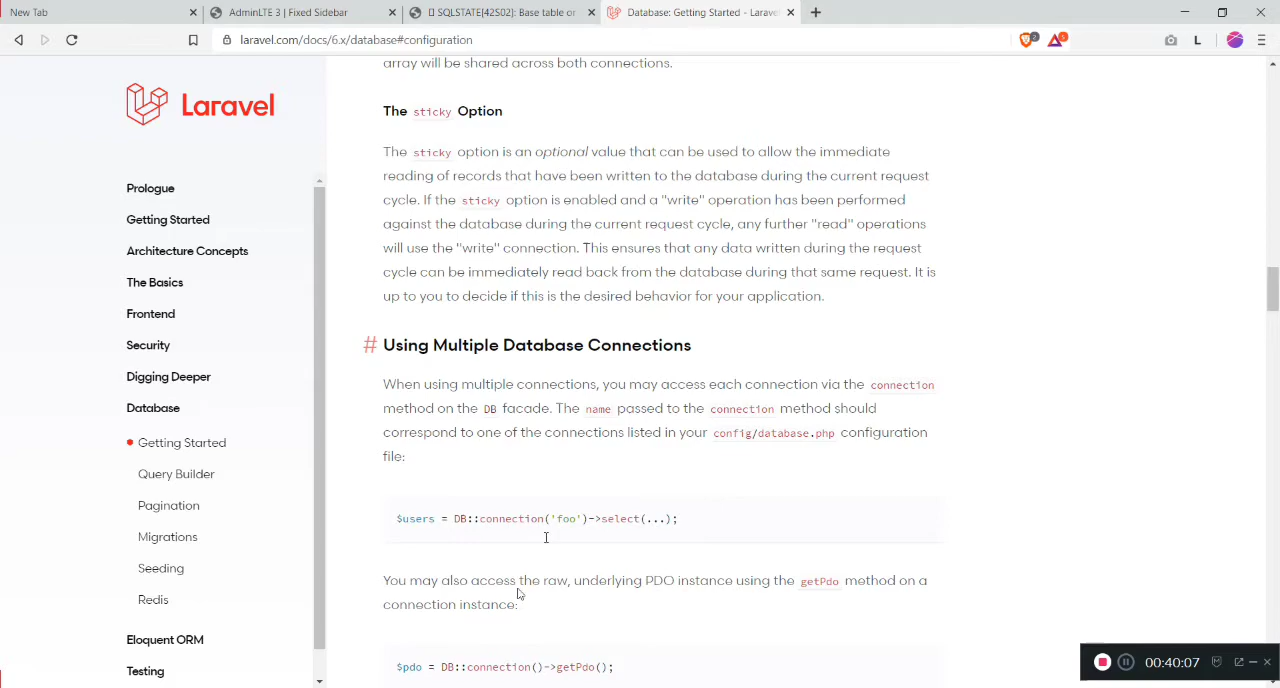 New Tab
AdminLTE 3 | Fixed Sidebar
SQLSTATE[42S02]: Base table or
Database: Getting Started - Larave
laravel.com/docs/6.x/database#configuration
L
Laravel
Prologue
Getting Started
Architecture Concepts
The Basics
Frontend
Security
Digging Deeper
Database
Getting Started
Query Builder
Pagination
Migrations
Seeding
Redis
Eloquent ORM
Testing
array will be shared across both connections.
The sticky Option
The sticky option is an optional value that can be used to allow the immediate
reading of records that have been written to the database during the current request
cycle. If the sticky option is enabled and a "write" operation has been performed
against the database during the current request cycle, any further "read" operations
will use the "write" connection. This ensures that any data written during the request
cycle can be immediately read back from the database during that same request. It is
up to you to decide if this is the desired behavior for your application.
# Using Multiple Database Connections
When using multiple connections, you may access each connection via the connection
method on the DB facade. The name passed to the connection method should
correspond to one of the connections listed in your config/database.php configuration
file:
$users = DB::connection('foo')->select(...);
You may also access the raw, underlying PDO instance using the getPdo method on a
connection instance:
$pdo = DB::connection()->getPdo();
00:40:07